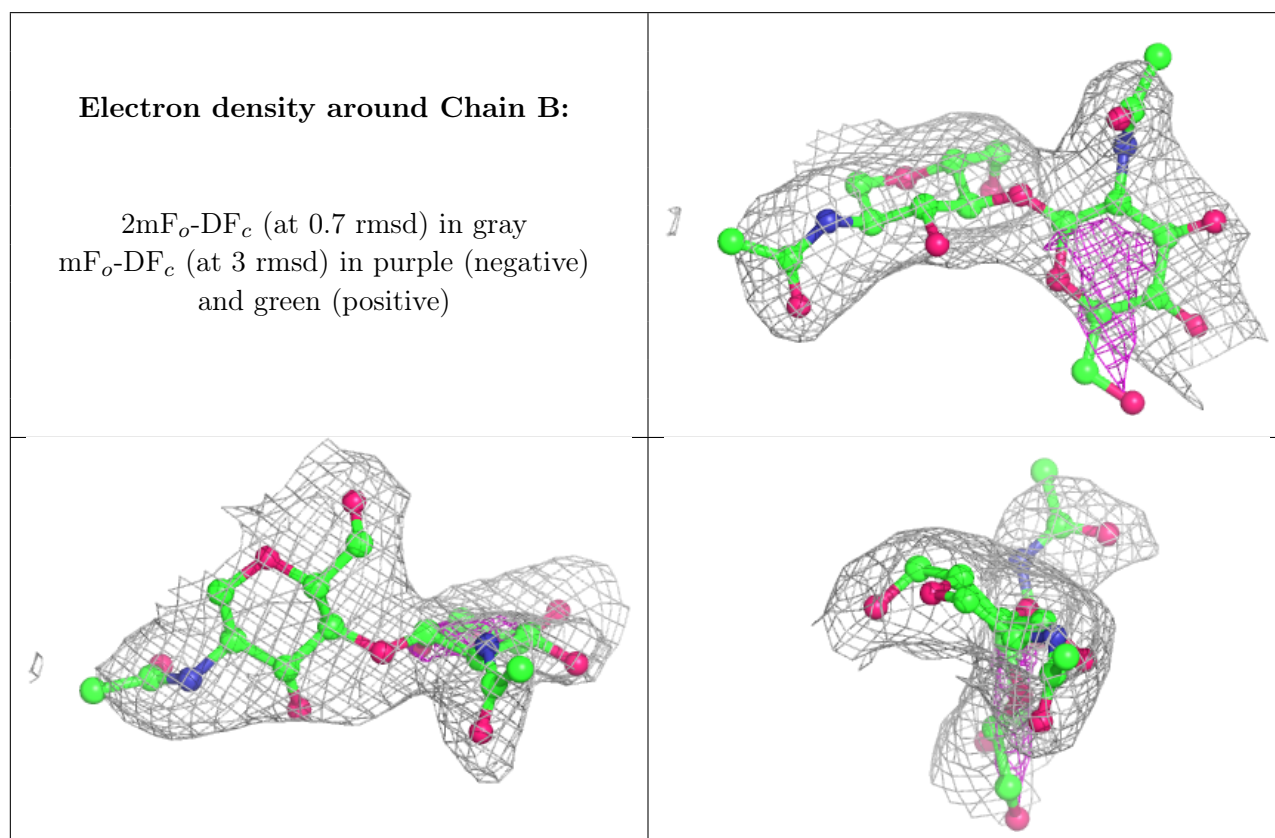 Electron density around Chain B:
2mFo-DFc (at 0.7 rmsd) in gray
mFo-DFc (at 3 rmsd) in purple (negative)
and green (positive)